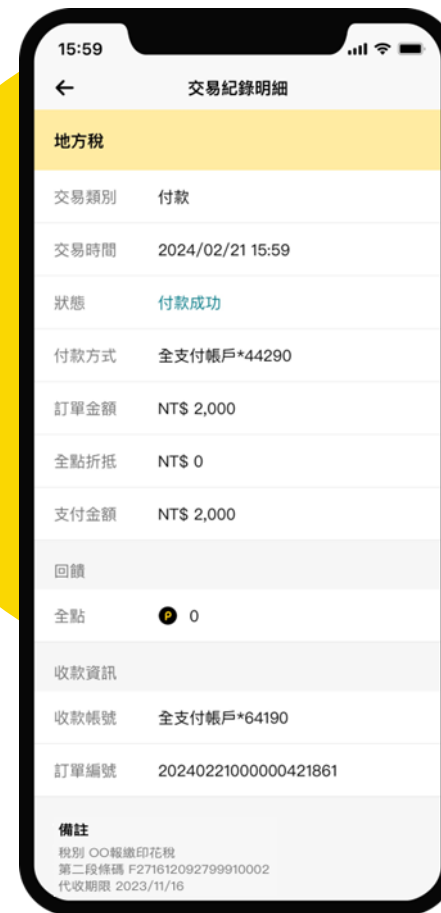 15:59
交易紀錄明細
地方稅
交易類別 付款
交易時間 2024/02/21 15:59
狀態 付款成功
付款方式 全支付帳戶*44290
訂單金額 NT$ 2,000
全點折抵 NT$ 0
支付金額 NT$ 2,000
回饋
全點 P 0
收款資訊
收款帳號 全支付帳戶*64190
訂單編號 20240221000000421861
備註
稅別 OO報繳印花稅
第二段條碼 F271612092799910002
代收期限 2023/11/16